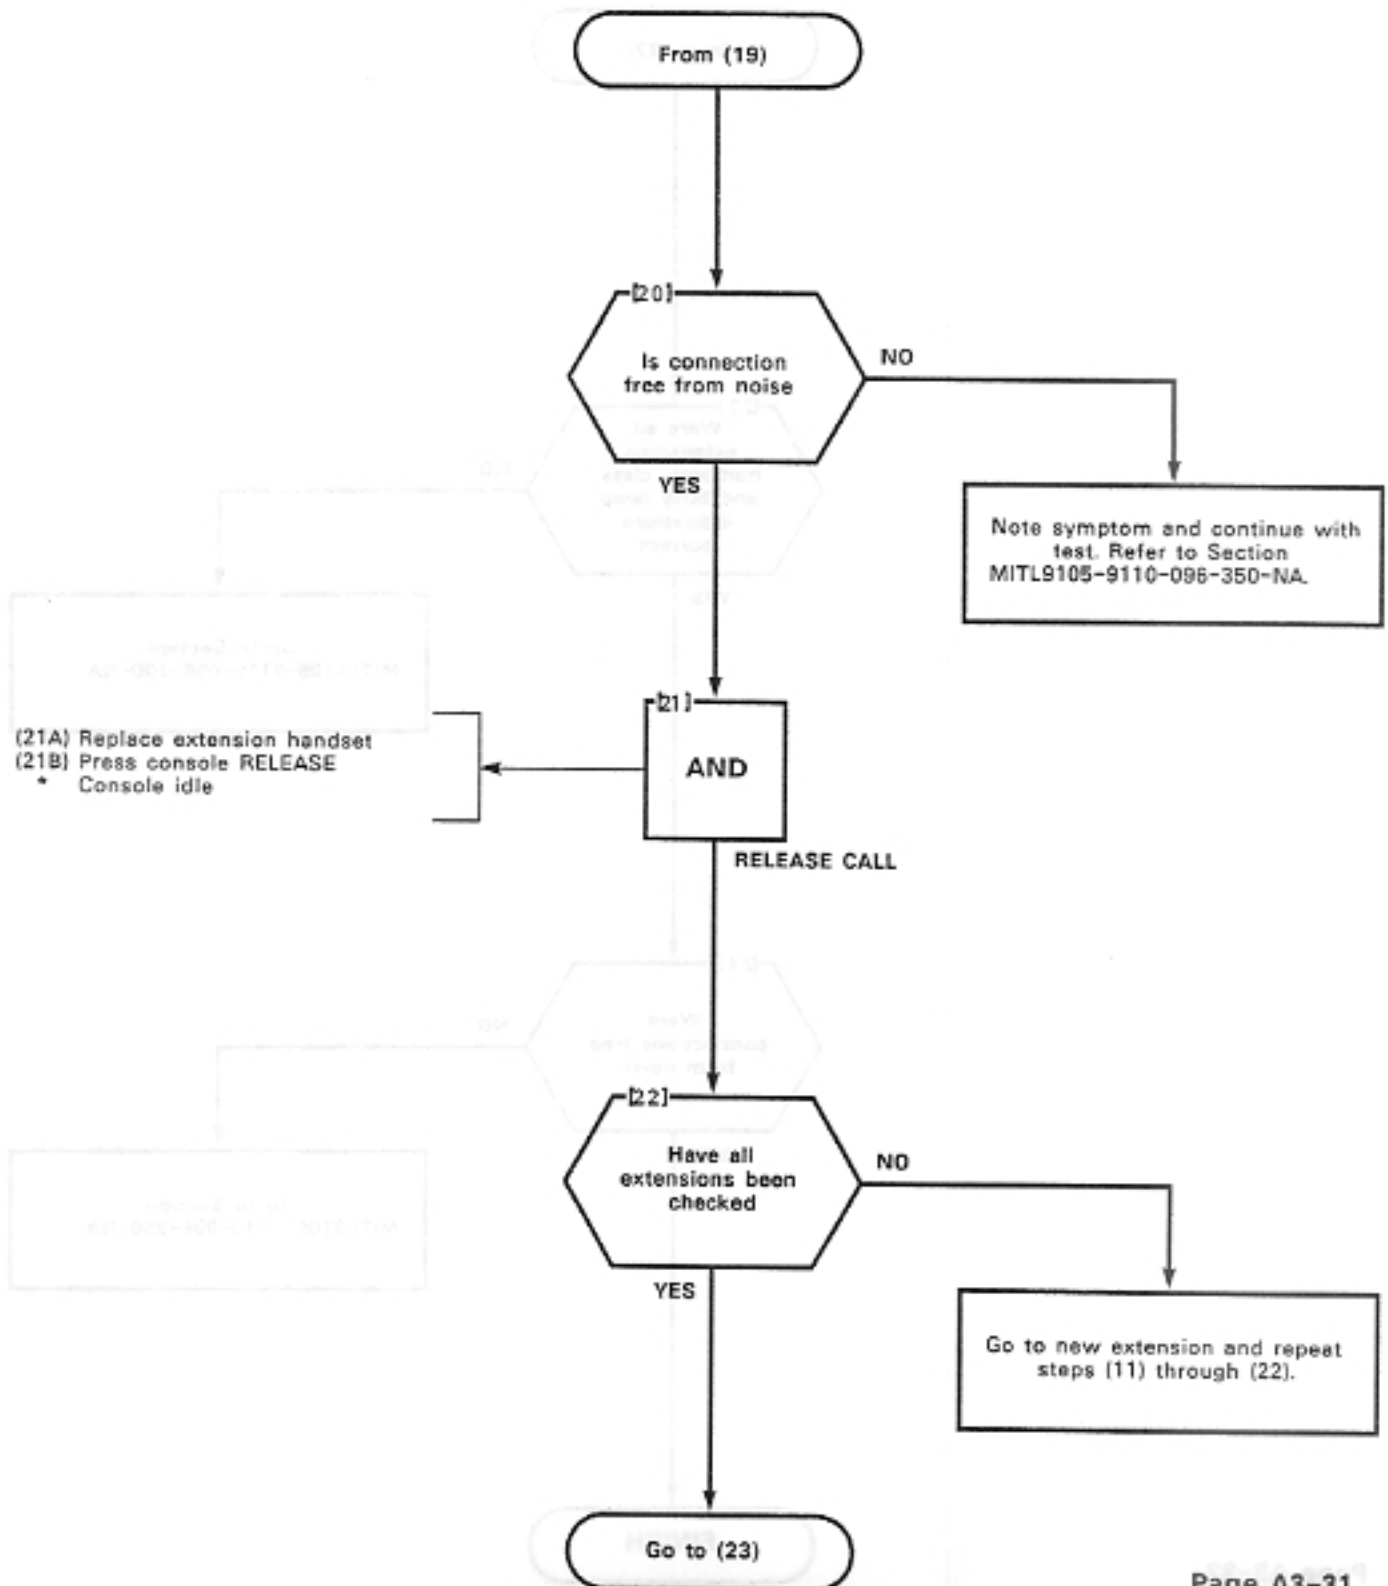 From (19)
[20]
Is connection
free from noise
NO
YES
Note symptom and continue with
test. Refer to Section
MITL9105-9110-096-350-NA.
[21]
AND
(21A) Replace extension handset
(21B) Press console RELEASE
* Console idle
RELEASE CALL
[22]
Have all
extensions been
checked
NO
YES
Go to new extension and repeat
steps (11) through (22).
Go to (23)
Page A3-31